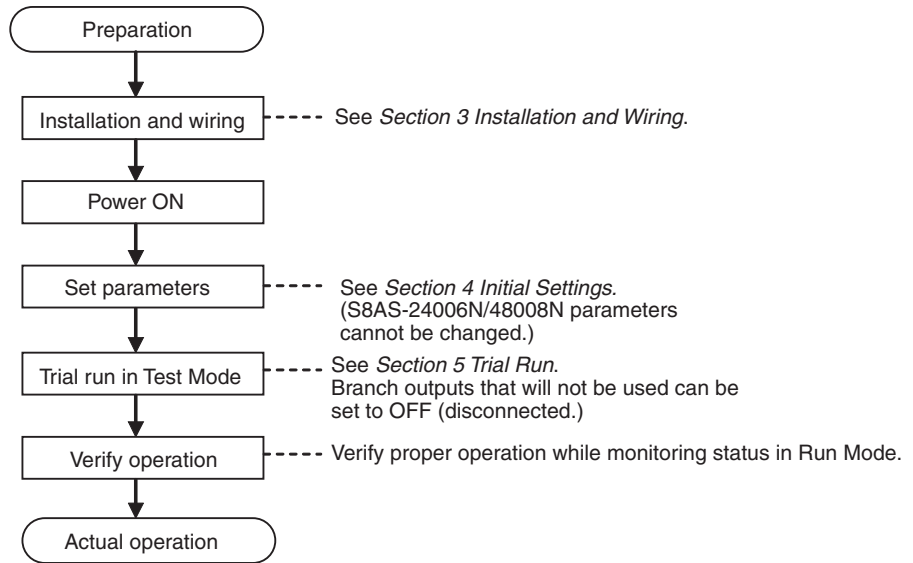 Preparation
Installation and wiring
See Section 3 Installation and Wiring.
Power ON
Set parameters
See Section 4 Initial Settings.
(S8AS-24006N/48008N parameters
cannot be changed.)
Trial run in Test Mode
See Section 5 Trial Run.
Branch outputs that will not be used can be
set to OFF (disconnected.)
Verify operation
Verify proper operation while monitoring status in Run Mode.
Actual operation